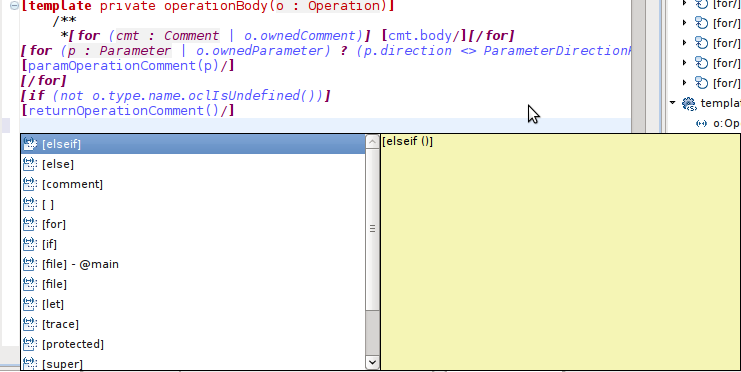 [template private operationBody(o : Operation)]
/**
*[for (cmt : Comment | o.ownedComment)] [cmt.body/][/for]
[for (p : Parameter | o.ownedParameter) ? (p.direction <> ParameterDirectionK
[paramOperationComment(p)/]
[/for]
[if (not o.type.name.oclIsUndefined())]
[returnOperationComment()/]
[elseif]
[else]
[comment]
[ ]
[for]
[if]
[file] - @main
[file]
[let]
[trace]
[protected]
[super]
[elseif ()]
[for/]
[for/]
[for/]
[for/]
[for/]
templat
o:Op